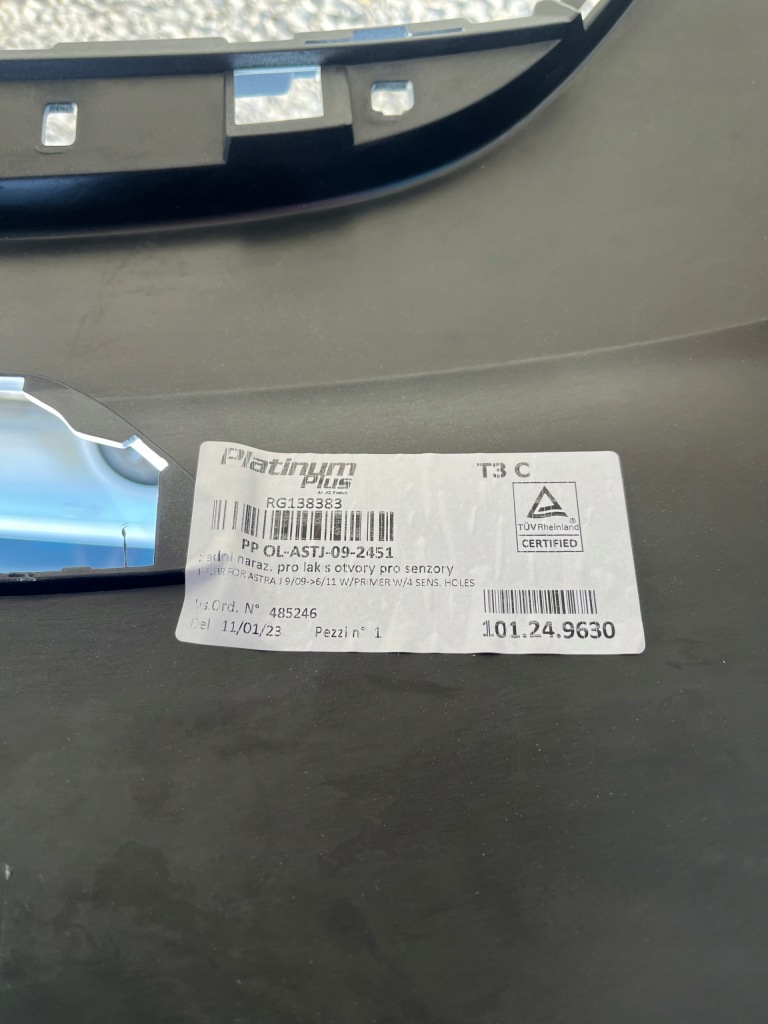 Platinum
Plus
T3 C
RG138383
TÜVRheinland®
CERTIFIED
PP OL-ASTJ-09-2451
naraz. pro lak s otvory pro senzory
FOR ASTRA J 9/09->6/11 W/PRIMER W/4 SENS. HOLES
Ord. N° 485246
11/01/23 Pezzi n° 1
101.24.9630